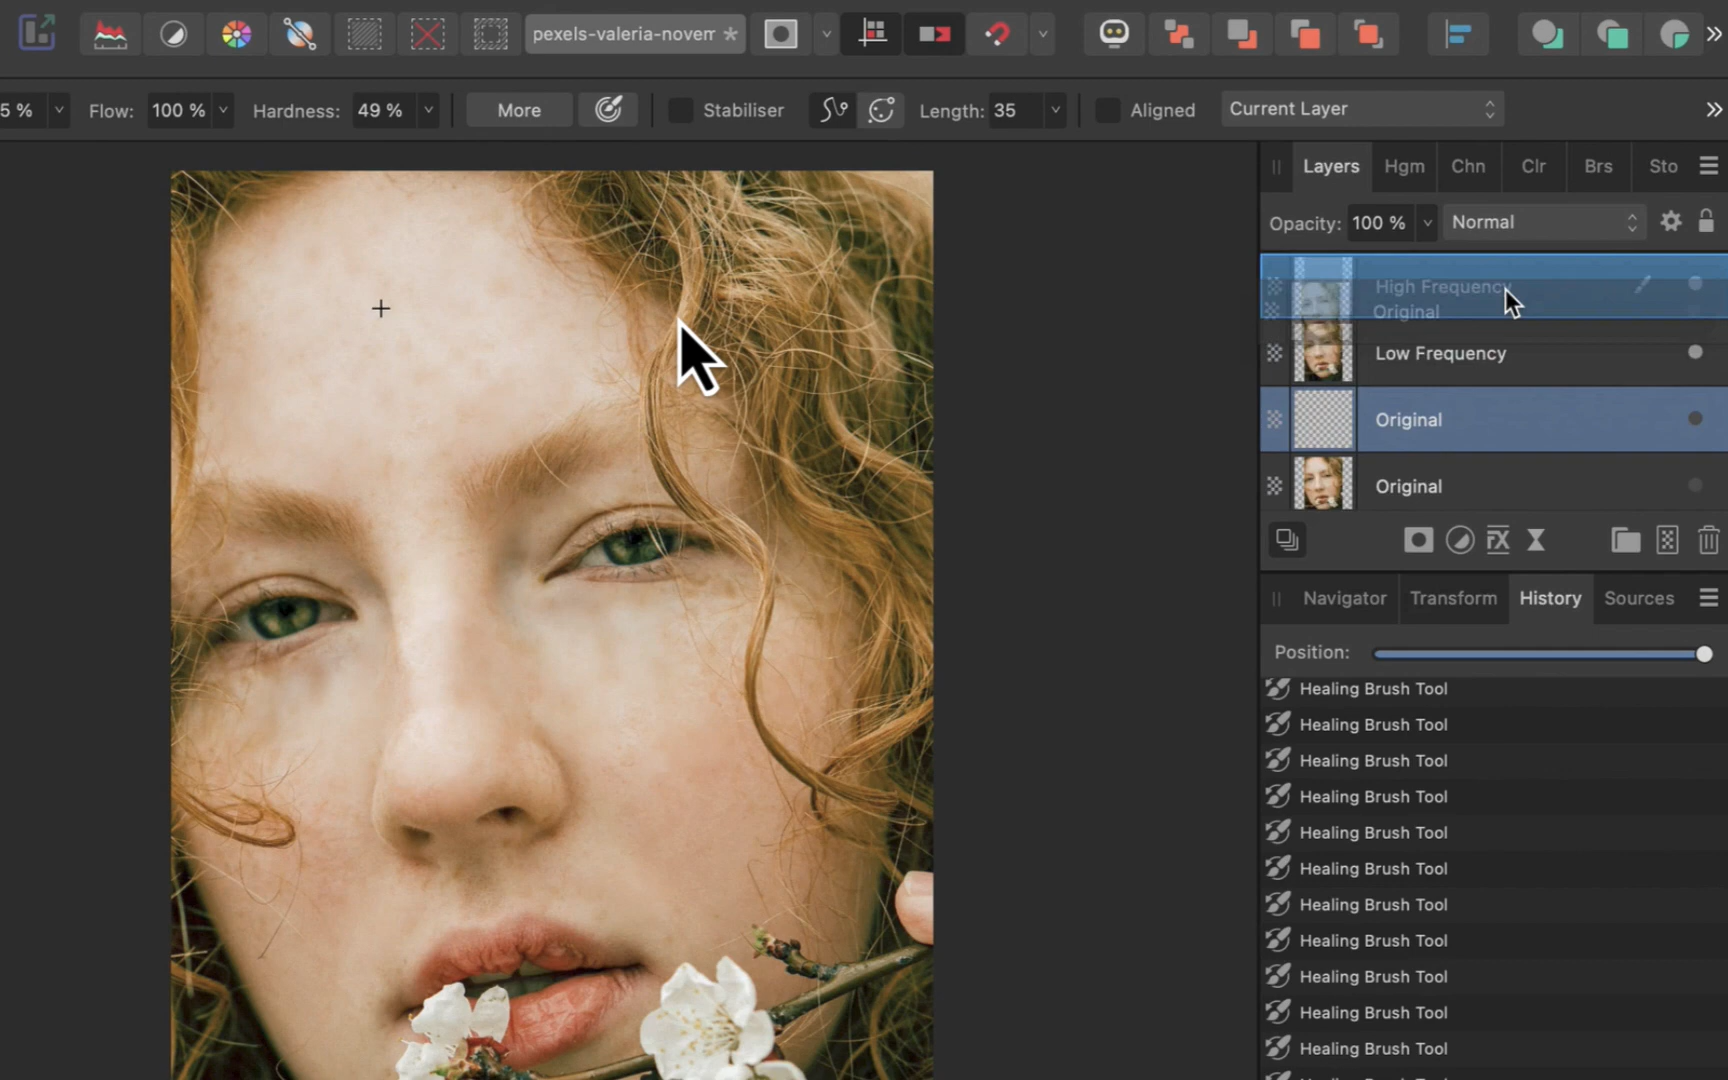 pexels-valeria-novem *
5 % Flow: 100 % Hardness: 49 % More Stabiliser Length: 35 Aligned Current Layer
Layers Hgm Chn Clr Brs Sto
Opacity: 100 % Normal
High Frequency
Original
Low Frequency
Original
Original
FX
Navigator Transform History Sources
Position:
Healing Brush Tool
Healing Brush Tool
Healing Brush Tool
Healing Brush Tool
Healing Brush Tool
Healing Brush Tool
Healing Brush Tool
Healing Brush Tool
Healing Brush Tool
Healing Brush Tool
Healing Brush Tool